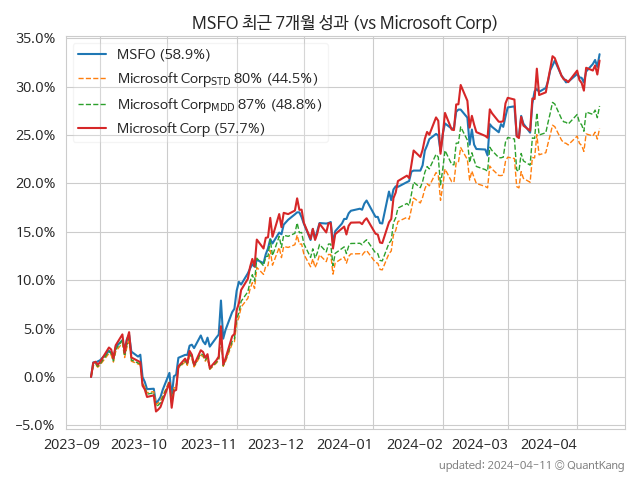 MSFO 최근 7개월 성과 (vs Microsoft Corp)
35.0%
30.0%
25.0%
20.0%
15.0%
10.0%
5.0%
0.0%
−5.0%
MSFO (58.9%)
Microsoft CorpSTD 80% (44.5%)
Microsoft CorpMDD 87% (48.8%)
Microsoft Corp (57.7%)
2023-09 2023-10 2023-11 2023-12 2024-01 2024-02 2024-03 2024-04
updated: 2024-04-11 © QuantKang